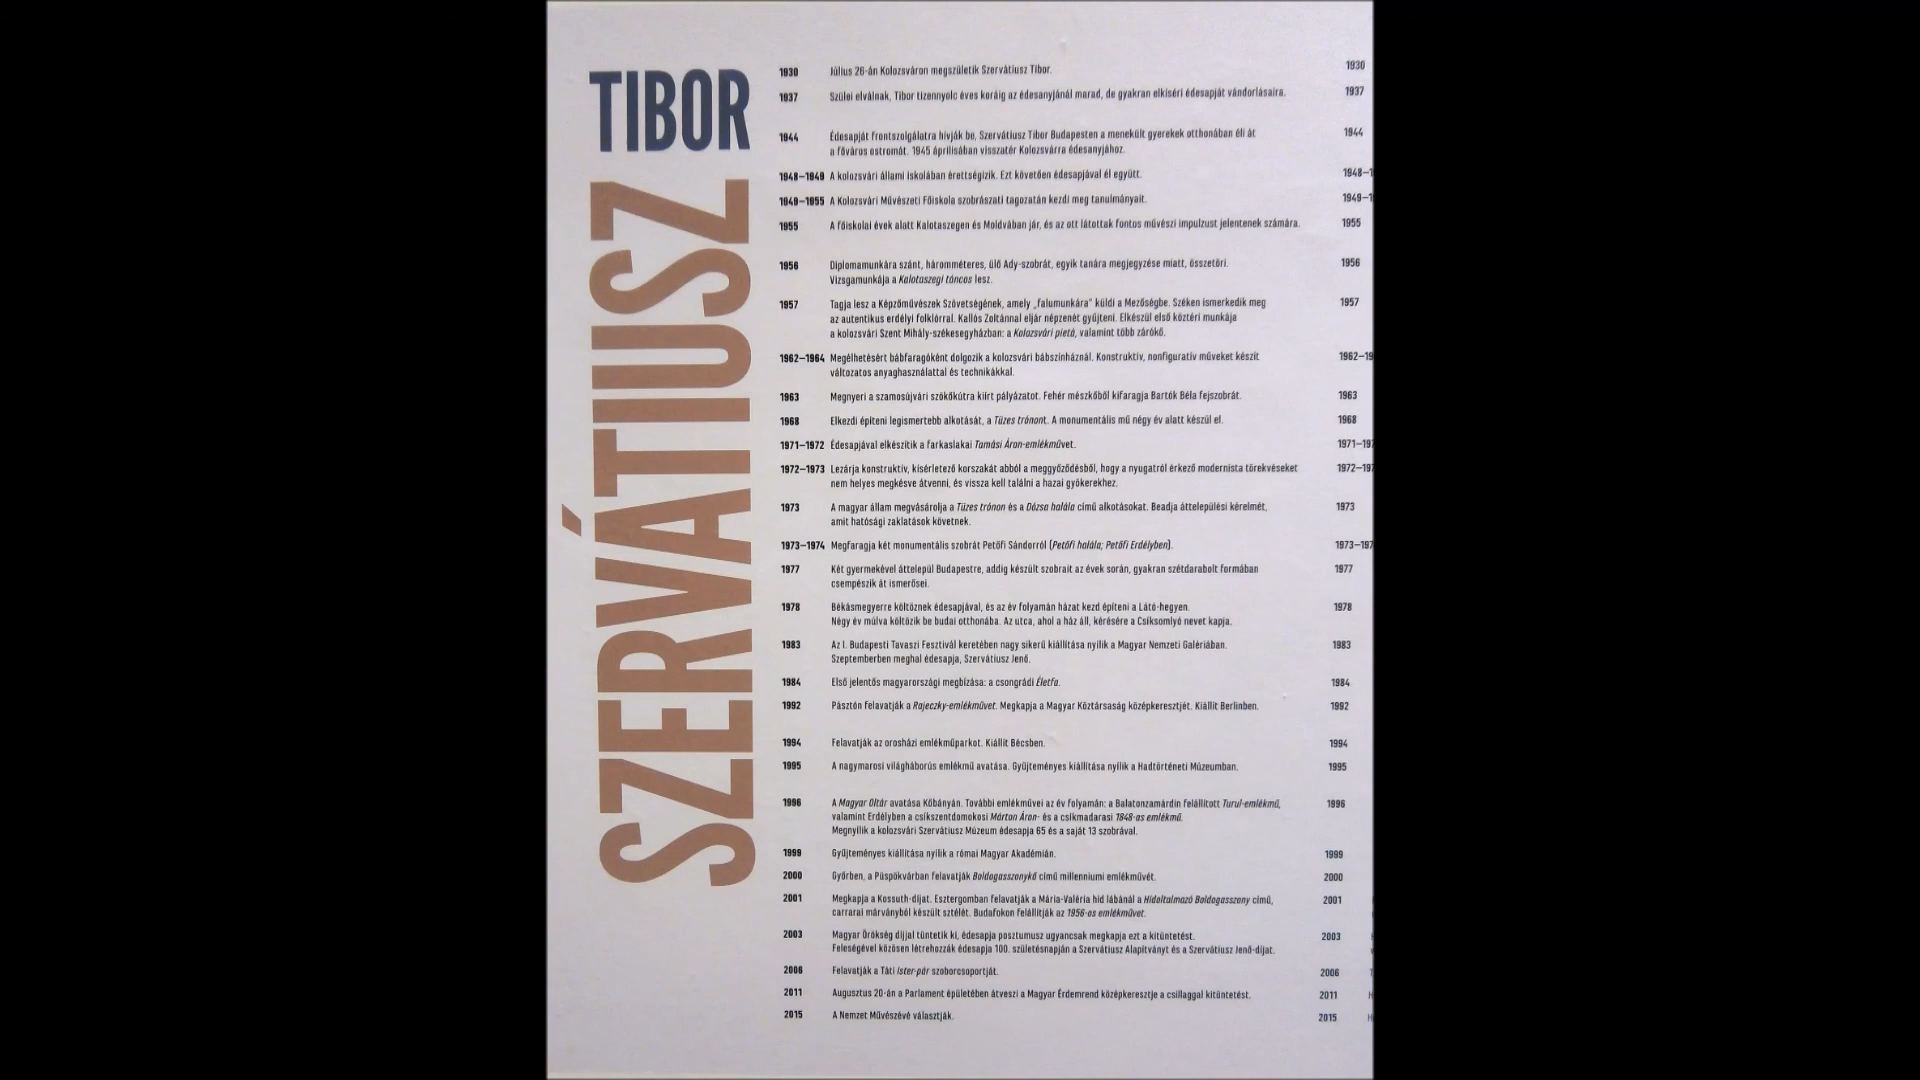 TIBOR
SZERVÁTIUSZ
1930 Július 26-án Kolozsváron megszületik Szervátiusz Tibor.
1937 Szülei elválnak, Tibor tizennyolc éves koráig az édesanyjánál marad, de gyakran elkíséri édesapját vándorlásaira.
1944 Édesapját frontszolgálatra hívják be, Szervátiusz Tibor Budapesten a menekült gyerekek otthonában éli át
a főváros ostromát. 1945 áprilisában visszatér Kolozsvárra édesanyjához.
1948–1949 A kolozsvári állami iskolában érettségizik. Ezt követően édesapjával él együtt.
1949–1955 A Kolozsvári Művészeti Főiskola szobrászati tagozatán kezdi meg tanulmányait.
1955 A főiskolai évek alatt Kalotaszegen és Moldvában jár, és az ott látottak fontos művészi impulzust jelentenek számára.
1956 Diplomamunkára szánt, háromméteres, ülő Ady-szobrát, egyik tanára megjegyzése miatt, összetöri.
Vizsgamunkája a Kalotaszegi táncos lesz.
1957 Tagja lesz a Képzőművészek Szövetségének, amely „falumunkára" küldi a Mezőségbe. Széken ismerkedik meg
az autentikus erdélyi folklórral. Kallós Zoltánnal eljár népzenét gyűjteni. Elkészül első köztéri munkája
a kolozsvári Szent Mihály-székesegyházban: a Kolozsvári pietà, valamint több zárókő.
1962–1964 Megélhetésért bábfaragóként dolgozik a kolozsvári bábszínháznál. Konstruktív, nonfiguratív műveket készít
változatos anyaghasználattal és technikákkal.
1963 Megnyeri a szamosújvári szökőkútra kiírt pályázatot. Fehér mészkőből kifaragja Bartók Béla fejszobrát.
1968 Elkezdi építeni legismertebb alkotását, a Tüzes trónont. A monumentális mű négy év alatt készül el.
1971–1972 Édesapjával elkészítik a farkaslakai Tamási Áron-emlékművet.
1972–1973 Lezárja konstruktív, kísérletező korszakát abból a meggyőződésből, hogy a nyugatról érkező modernista törekvéseket
nem helyes megkésve átvenni, és vissza kell találni a hazai gyökerekhez.
1973 A magyar állam megvásárolja a Tüzes trónon és a Dózsa halála című alkotásokat. Beadja áttelepülési kérelmét,
amit hatósági zaklatások követnek.
1973–1974 Megfaragja két monumentális szobrát Petőfi Sándorról (Petőfi halála; Petőfi Erdélyben).
1977 Két gyermekével áttelepül Budapestre, addig készült szobrait az évek során, gyakran szétdarabolt formában
csempészik át ismerősei.
1978 Békásmegyerre költöznek édesapjával, és az év folyamán házat kezd építeni a Látó-hegyen.
Négy év múlva költözik be budai otthonába. Az utca, ahol a ház áll, kérésére a Csíksomlyó nevet kapja.
1983 Az I. Budapesti Tavaszi Fesztivál keretében nagy sikerű kiállítása nyílik a Magyar Nemzeti Galériában.
Szeptemberben meghal édesapja, Szervátiusz Jenő.
1984 Első jelentős magyarországi megbízása: a csongrádi Életfa.
1992 Pásztón felavatják a Rajeczky-emlékművet. Megkapja a Magyar Köztársaság középkeresztjét. Kiállít Berlinben.
1994 Felavatják az orosházi emlékműparkot. Kiállít Bécsben.
1995 A nagymarosi világháborús emlékmű avatása. Gyűjteményes kiállítása nyílik a Hadtörténeti Múzeumban.
1996 A Magyar Oltár avatása Kőbányán. További emlékművei az év folyamán: a Balatonzamárdin felállított Turul-emlékmű,
valamint Erdélyben a csíkszentdomokosi Márton Áron- és a csíkmadarasi 1848-as emlékmű.
Megnyílik a kolozsvári Szervátiusz Múzeum édesapja 65 és a saját 13 szobrával.
1999 Gyűjteményes kiállítása nyílik a római Magyar Akadémián.
2000 Győrben, a Püspökvárban felavatják Boldogasszonykő című millenniumi emlékművét.
2001 Megkapja a Kossuth-díjat. Esztergomban felavatják a Mária-Valéria híd lábánál a Hídoltalmazó Boldogasszony című,
carrarai márványból készült sztélét. Budafokon felállítják az 1956-os emlékművet.
2003 Magyar Örökség díjjal tüntetik ki, édesapja posztumusz ugyancsak megkapja ezt a kitüntetést.
Feleségével közösen létrehozzák édesapja 100. születésnapján a Szervátiusz Alapítványt és a Szervátiusz Jenő-díjat.
2006 Felavatják a Táti Ister-pár szoborcsoportját.
2011 Augusztus 20-án a Parlament épületében átveszi a Magyar Érdemrend középkeresztje a csillaggal kitüntetést.
2015 A Nemzet Művészévé választják.
1930
1937
1944
1948–1
1949–1
1955
1956
1957
1962–19
1963
1968
1971–197
1972–197
1973
1973–197
1977
1978
1983
1984
1992
1994
1995
1996
1999
2000
2001
2003
2006
2011
2015